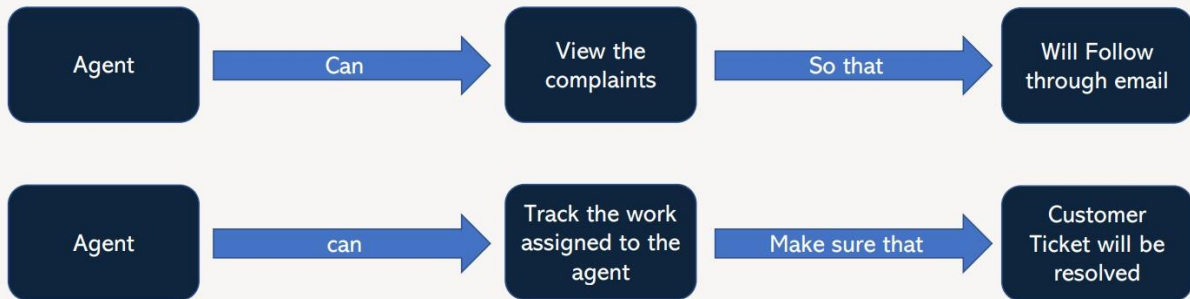 Agent
Can
View the
complaints
So that
Will Follow
through email
Agent
can
Track the work
assigned to the
agent
Make sure that
Customer
Ticket will be
resolved